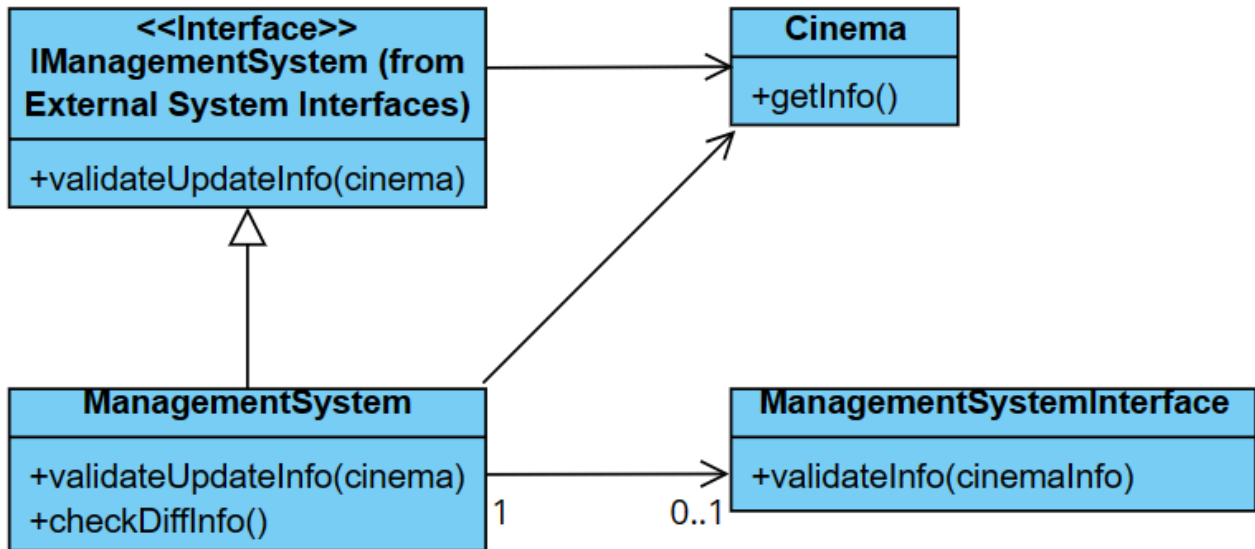 <<Interface>>
IManagementSystem (from
External System Interfaces)
+validateUpdateInfo(cinema)
Cinema
+getInfo()
ManagementSystem
+validateUpdateInfo(cinema)
+checkDiffInfo()
1
0..1
ManagementSystemInterface
+validateInfo(cinemaInfo)